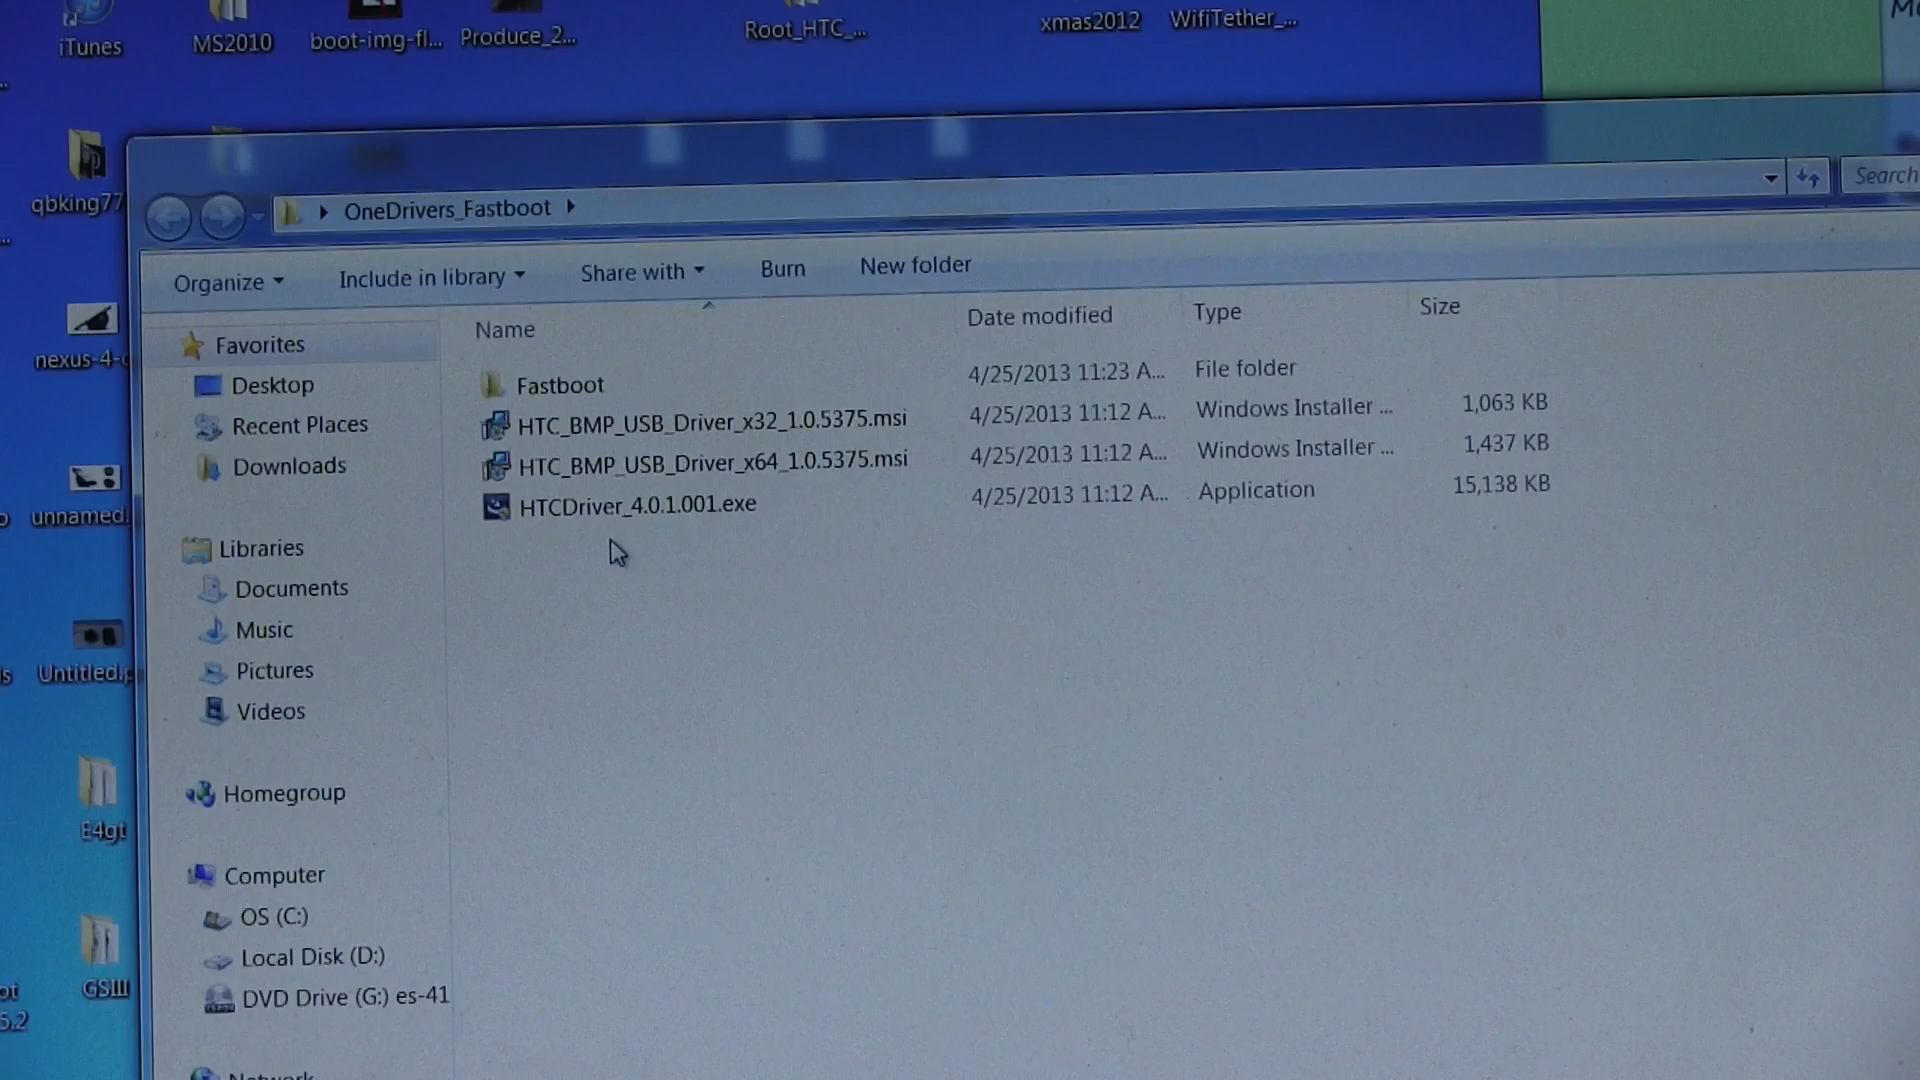 iTunes
MS2010
boot-img-fl...
Produce_2...
Root_HTC_...
xmas2012
WifiTether_...
qbking77
nexus-4-
unnamed.
Untitled.p
E4gt
GSIII
5.2
OneDrivers_Fastboot
Search
Organize
Include in library
Share with
Burn
New folder
Name
Date modified
Type
Size
Favorites
Desktop
Recent Places
Downloads
Libraries
Documents
Music
Pictures
Videos
Homegroup
Computer
OS (C:)
Local Disk (D:)
DVD Drive (G:) es-41
Network
Fastboot 4/25/2013 11:23 A... File folder
HTC_BMP_USB_Driver_x32_1.0.5375.msi 4/25/2013 11:12 A... Windows Installer ... 1,063 KB
HTC_BMP_USB_Driver_x64_1.0.5375.msi 4/25/2013 11:12 A... Windows Installer ... 1,437 KB
HTCDriver_4.0.1.001.exe 4/25/2013 11:12 A... Application 15,138 KB